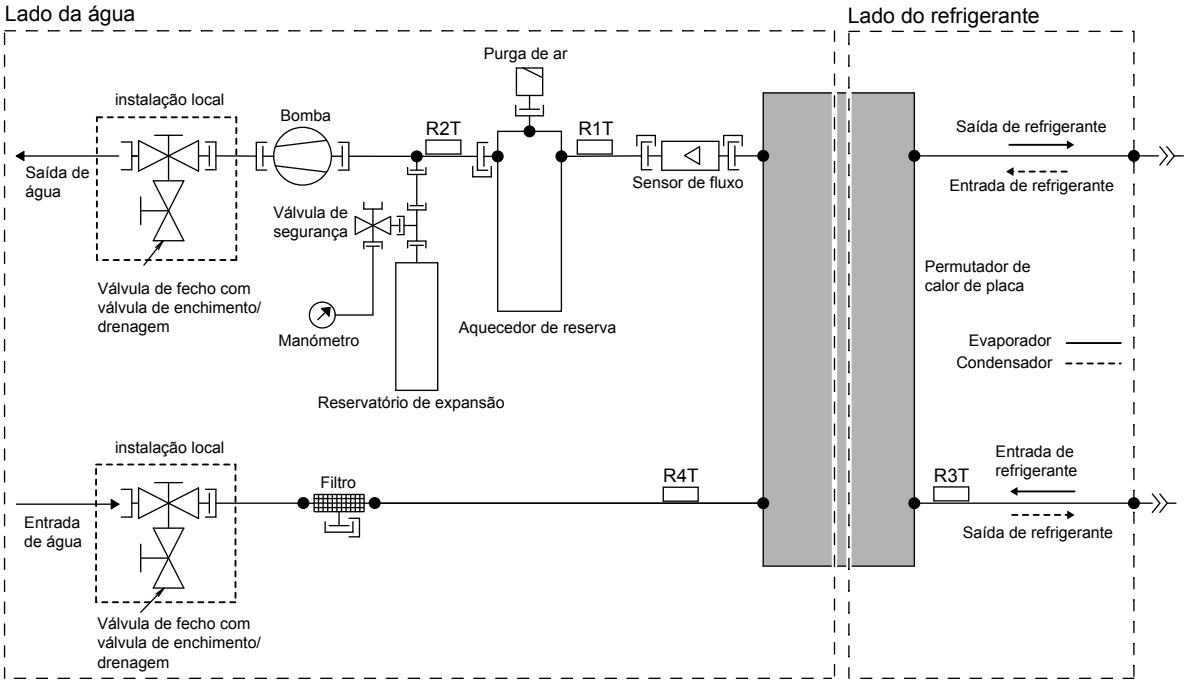 Lado da água
Lado do refrigerante
Purga de ar
instalação local
Bomba
R2T
R1T
Saída de refrigerante
Saída de
água
Sensor de fluxo
Entrada de refrigerante
Válvula de
segurança
Válvula de fecho com
válvula de enchimento/
drenagem
Permutador de
calor de placa
Manómetro
Aquecedor de reserva
Evaporador
Condensador
Reservatório de expansão
instalação local
Filtro
R4T
R3T
Entrada de
refrigerante
Entrada
de água
Saída de refrigerante
Válvula de fecho com
válvula de enchimento/
drenagem